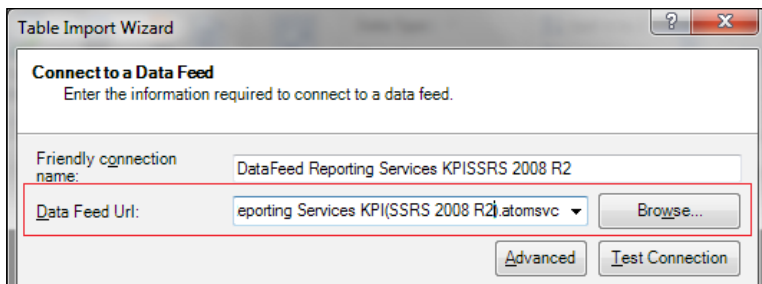 Table Import Wizard
Connect to a Data Feed
Enter the information required to connect to a data feed.
Friendly connection
name:
DataFeed Reporting Services KPISSRS 2008 R2
Data Feed Url:
eporting Services KPI(SSRS 2008 R2).atomsvc
Browse...
Advanced
Test Connection